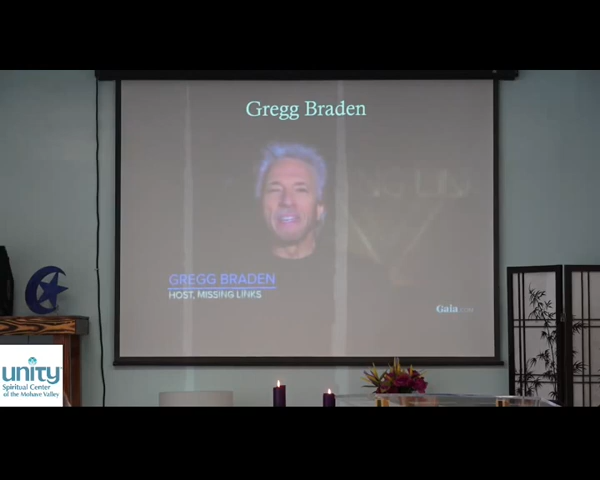 Gregg Braden
GREGG BRADEN
HOST, MISSING LINKS
Gaia.COM
unity
Spiritual Center
of the Mohave Valley